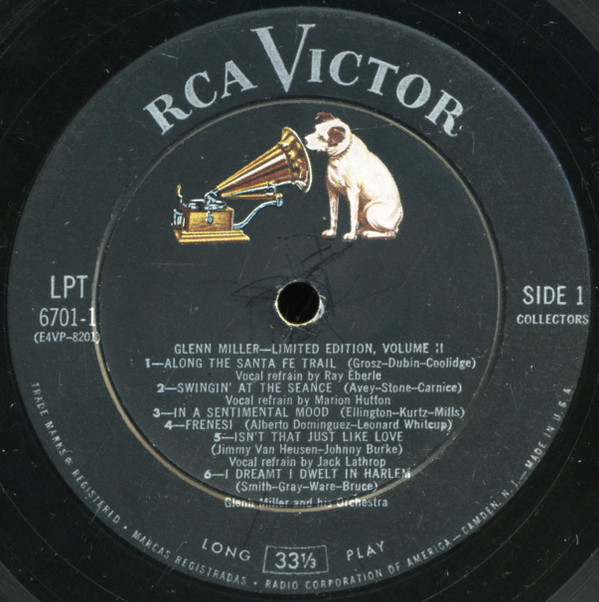 RCA VICTOR
LPT
6701-1
(E4VP-8201)
SIDE 1
COLLECTORS
GLENN MILLER—LIMITED EDITION, VOLUME II
1—ALONG THE SANTA FE TRAIL (Grosz-Dubin-Coolidge)
Vocal refrain by Ray Eberle
2—SWINGIN' AT THE SEANCE (Avey-Stone-Carnice)
Vocal refrain by Marion Hutton
3—IN A SENTIMENTAL MOOD (Ellington-Kurtz-Mills)
4—FRENESI (Alberto Dominguez-Leonard Whitcup)
5—ISN'T THAT JUST LIKE LOVE
(Jimmy Van Heusen-Johnny Burke)
Vocal refrain by Jack Lathrop
6—I DREAMT I DWELT IN HARLEM
(Smith-Gray-Ware-Bruce)
Glenn Miller and his Orchestra
LONG 33⅓ PLAY
TRADE MARKS ® REGISTERED • MARCAS REGISTRADAS • RADIO CORPORATION OF AMERICA—CAMDEN, N. J.—MADE IN U.S.A.